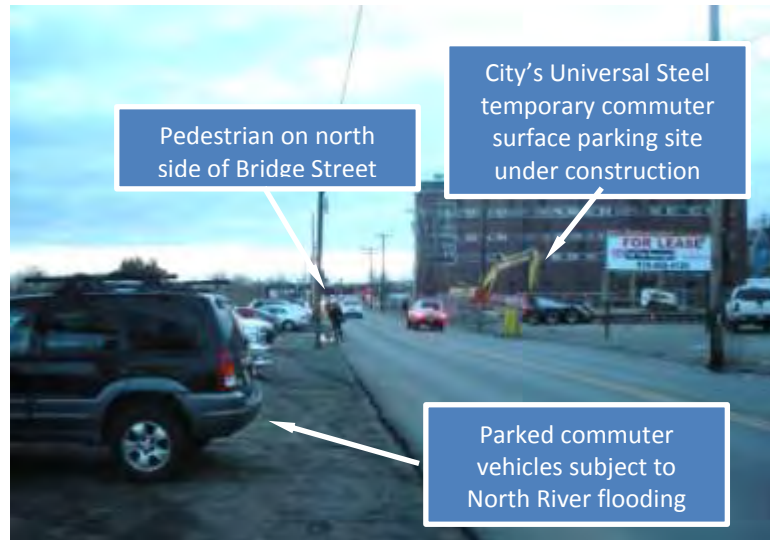 City’s Universal Steel
temporary commuter
surface parking site
under construction
Pedestrian on north
side of Bridge Street
FOR LEASE
Parked commuter
vehicles subject to
North River flooding